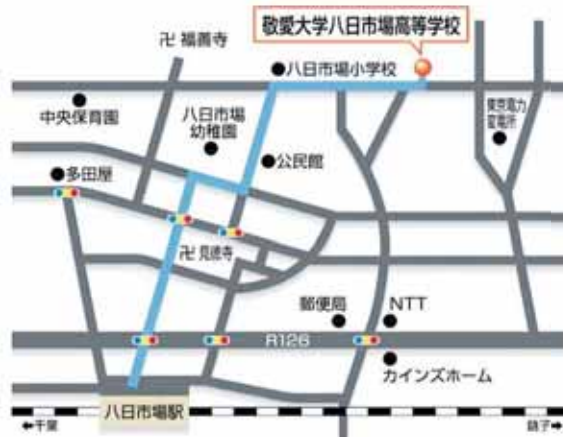 敬愛大学八日市場高等学校
卍 福善寺
八日市場小学校
中央保育園
八日市場
幼稚園
東京電力
変電所
公民館
多田屋
卍 見徳寺
郵便局
NTT
R126
カインズホーム
八日市場駅
←千葉
銚子→